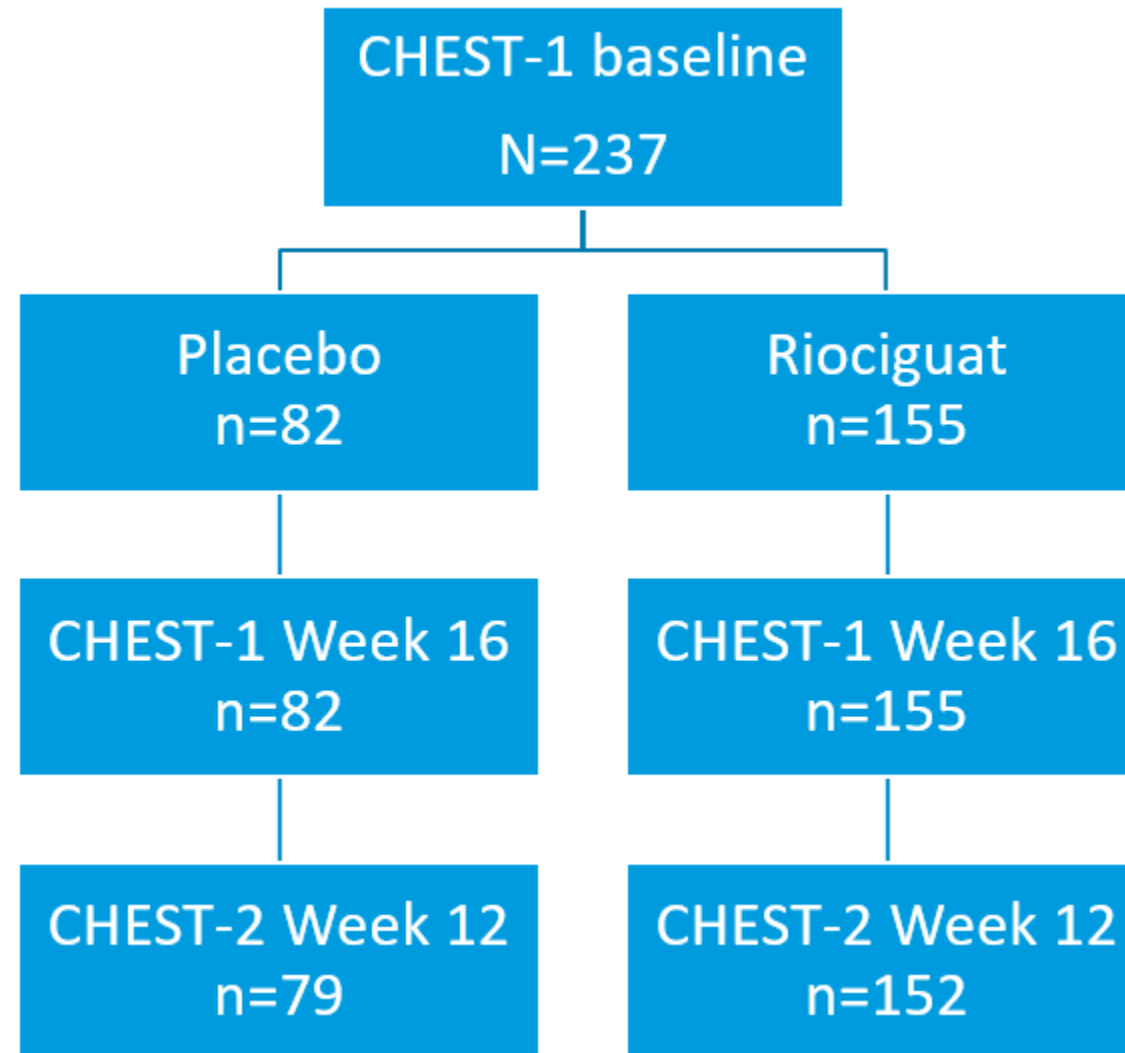 CHEST-1 baseline
N=237
Placebo
n=82
Riociguat
n=155
CHEST-1 Week 16
n=82
CHEST-1 Week 16
n=155
CHEST-2 Week 12
n=79
CHEST-2 Week 12
n=152